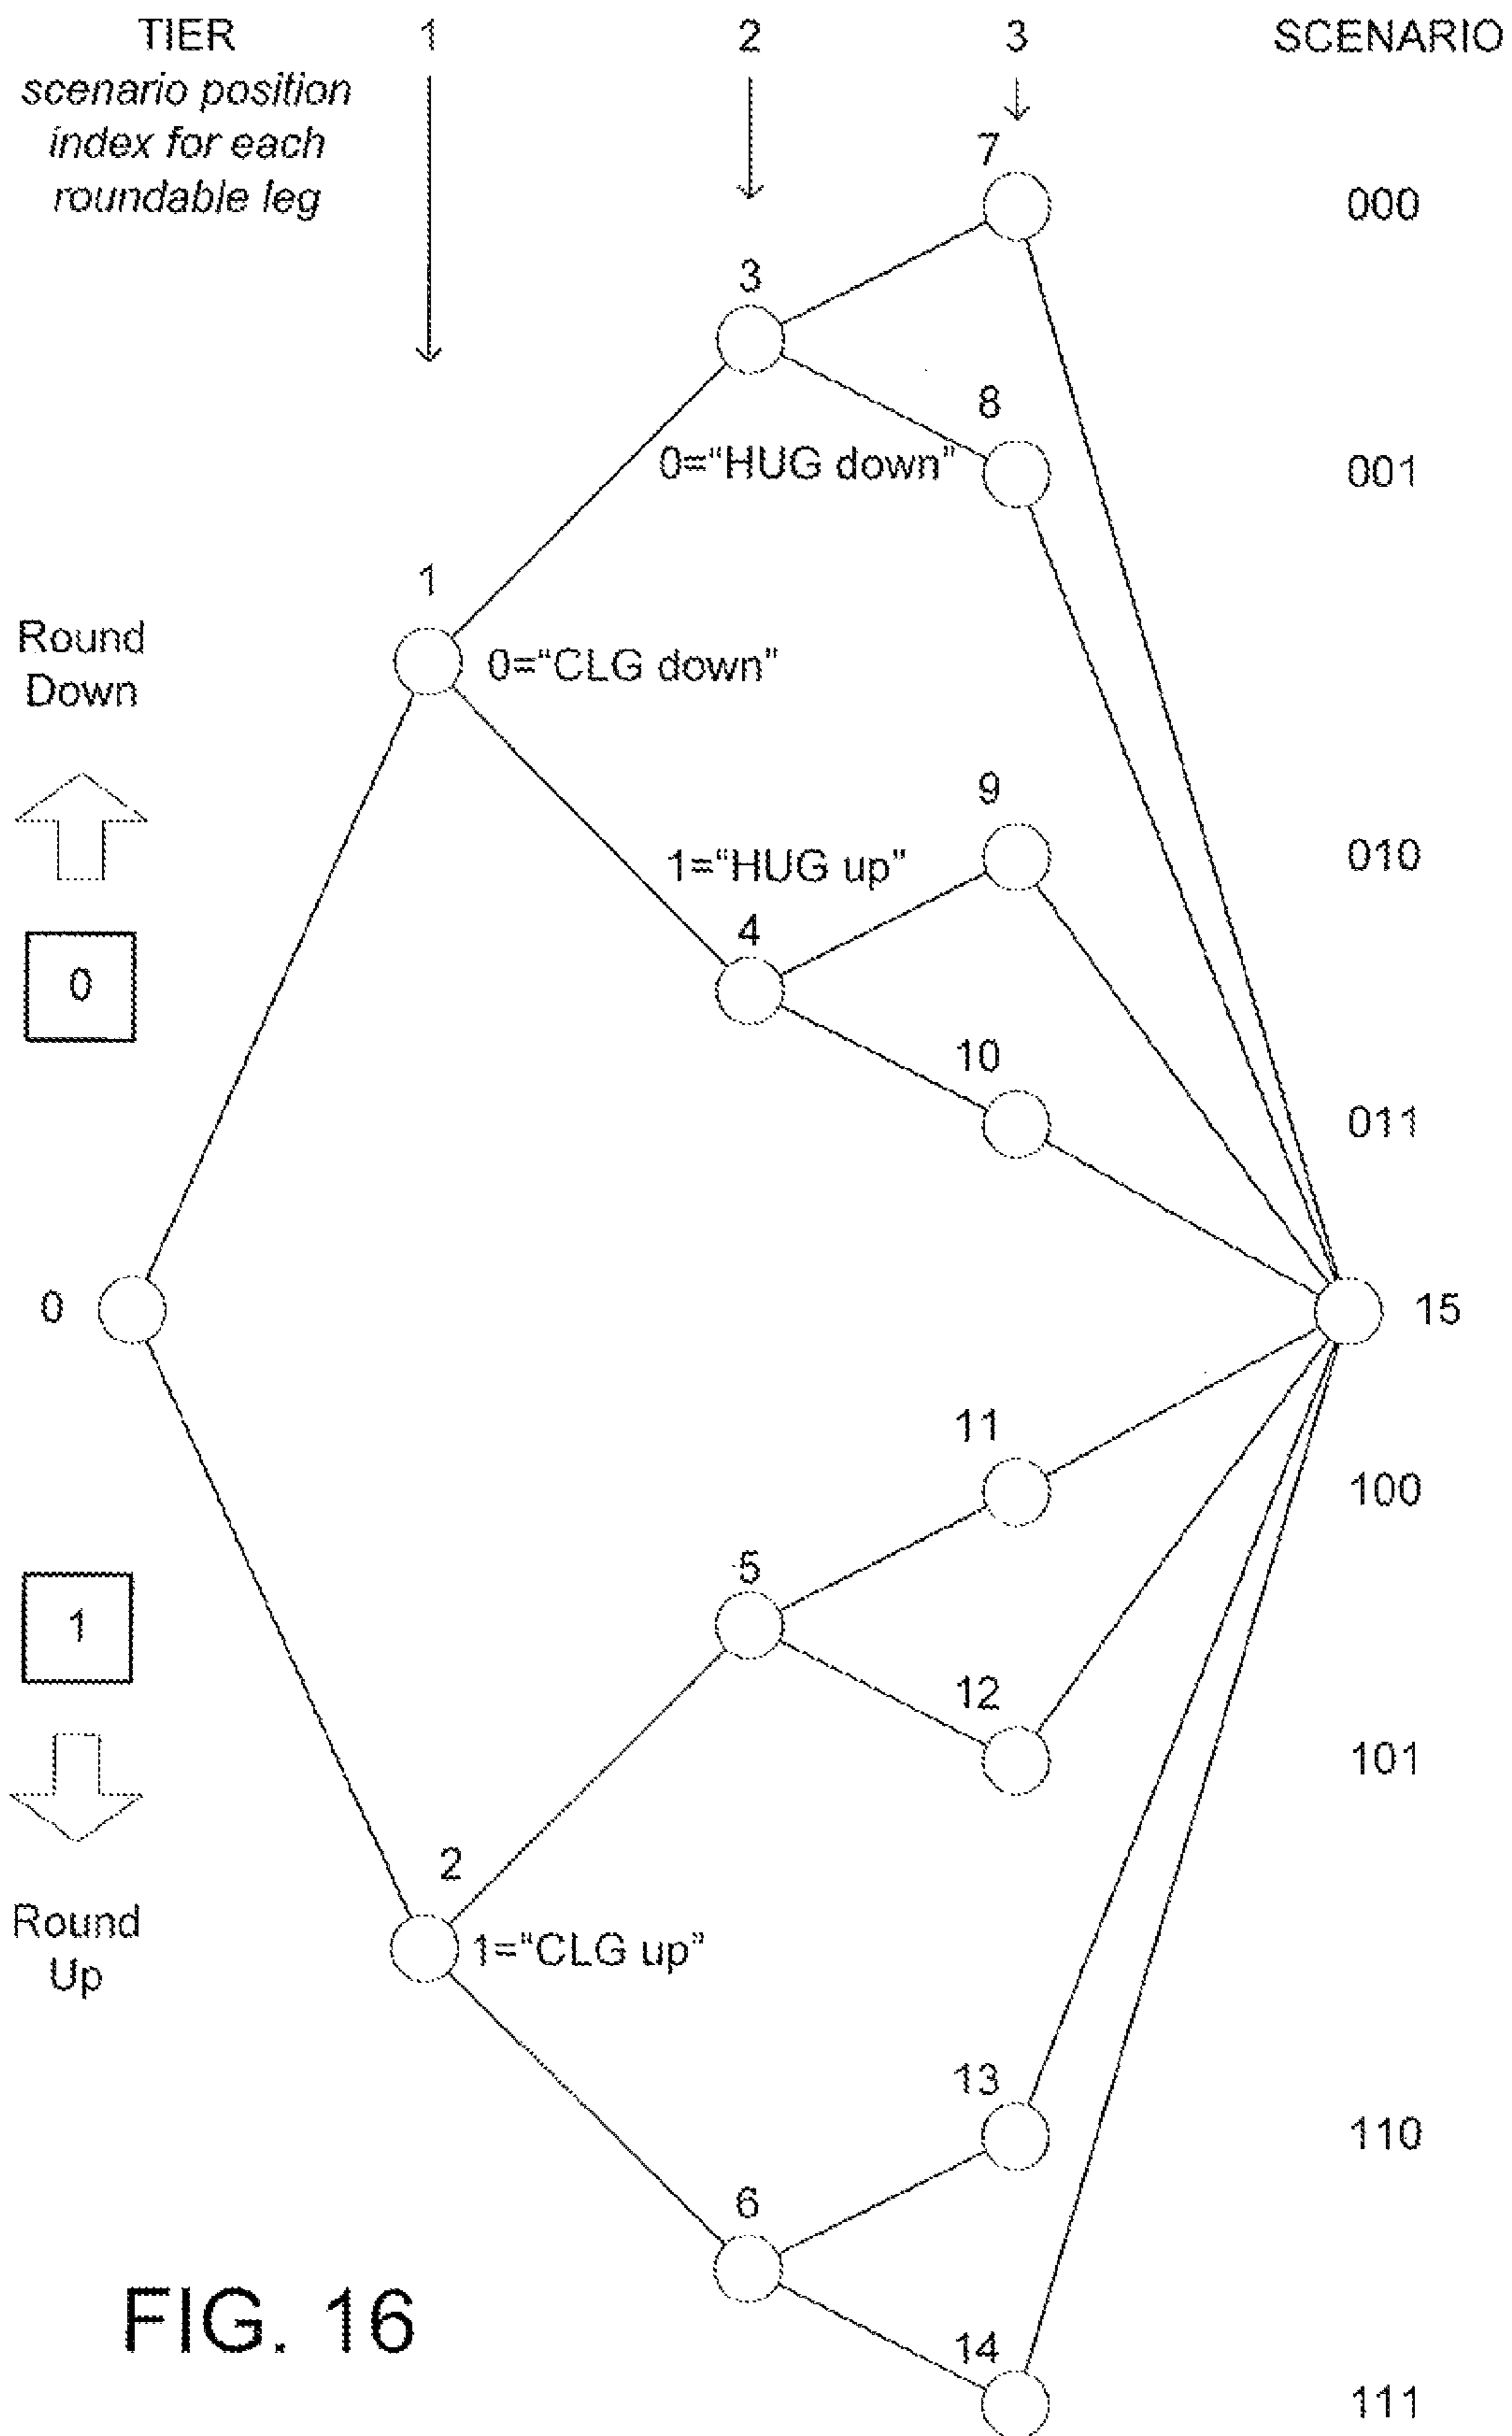 TIER 1 2 3 SCENARIO
scenario position
index for each
roundable leg
7
000
3
8
0="HUG down"
001
1
Round
Down
0="CLG down"
9
1="HUG up"
010
4
0
10
011
0
15
11
100
5
1
12
101
2
Round
Up
1="CLG up"
13
110
6
FIG. 16
14
111